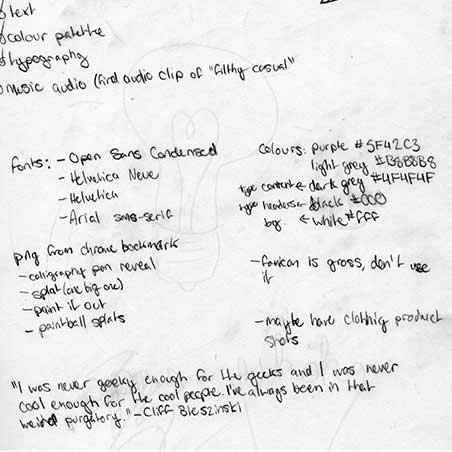 text
colour palette
typography
music audio (find audio clip of "filthy casual"
fonts: - Open Sans Condensed
- Helvetica Neue
- Helvetica
- Arial sans-serif
colours: purple #5F42C3
light grey #B8B8B8
type content ← dark grey #4F4F4F
type headers ← black #000
bg. ← white #fff
png from chrome bookmark
- calligraphy pen reveal
- splat (one big one)
- paint it out
- paintball splats
- favicon is gross, don't use
it
- maybe have clothing product
shots
"I was never geeky enough for the geeks and I was never
cool enough for the cool people. I've always been in that
weird purgatory." - Cliff Bleszinski